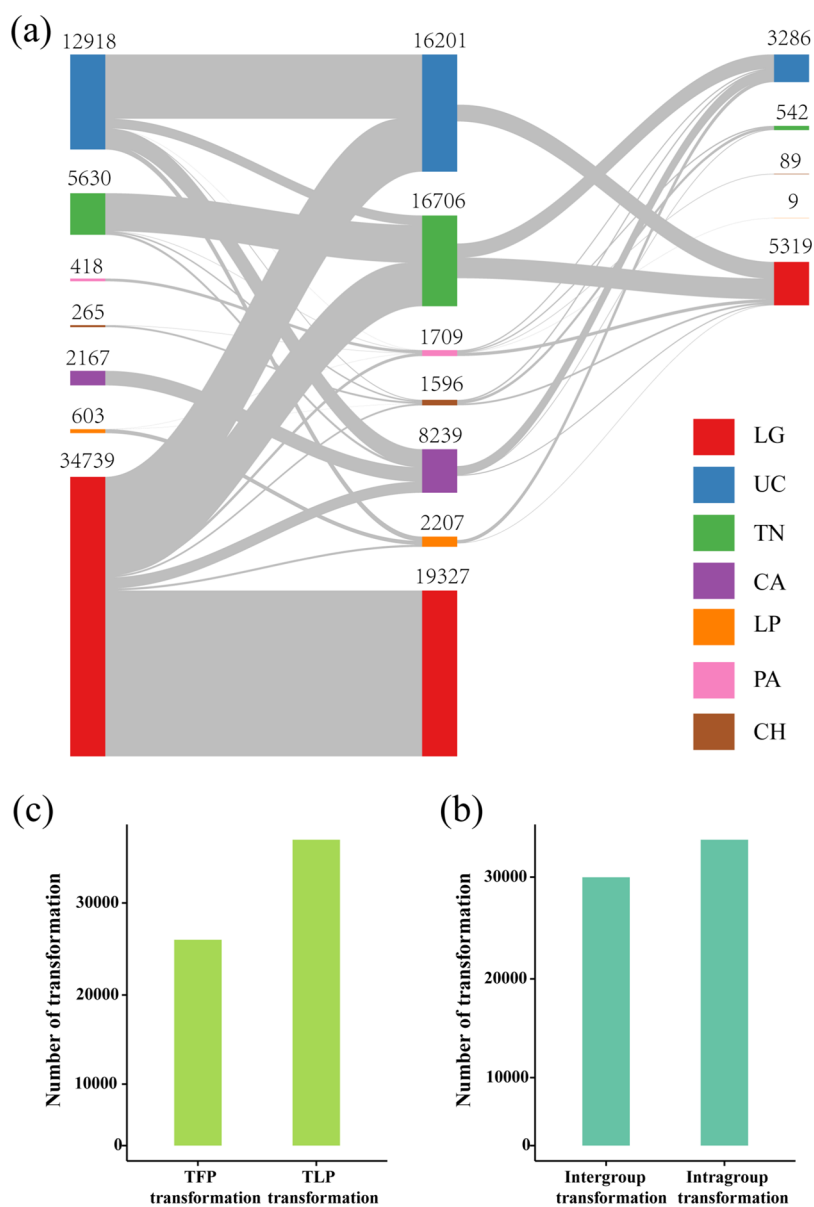 (a)
12918
5630
418
265
2167
603
34739
16201
16706
1709
1596
8239
2207
19327
3286
542
89
9
5319
LG
UC
TN
CA
LP
PA
CH
(c)
Number of transformation
30000
20000
10000
0
TFP
transformation
TLP
transformation
(b)
Number of transformation
30000
20000
10000
0
Intergroup
transformation
Intragroup
transformation